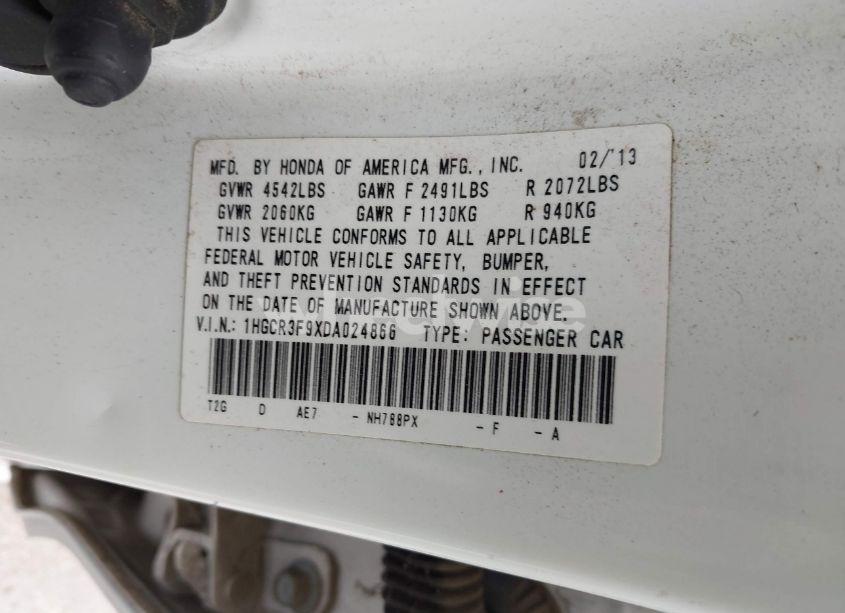 MFD. BY HONDA OF AMERICA MFG., INC. 02/'13
GVWR 4542LBS GAWR F 2491LBS R 2072LBS
GVWR 2060KG GAWR F 1130KG R 940KG
THIS VEHICLE CONFORMS TO ALL APPLICABLE
FEDERAL MOTOR VEHICLE SAFETY, BUMPER,
AND THEFT PREVENTION STANDARDS IN EFFECT
ON THE DATE OF MANUFACTURE SHOWN ABOVE.
V.I.N.: 1HGCR3F9XDA024866 TYPE: PASSENGER CAR
T2G D AE7 - NH788PX - F - A